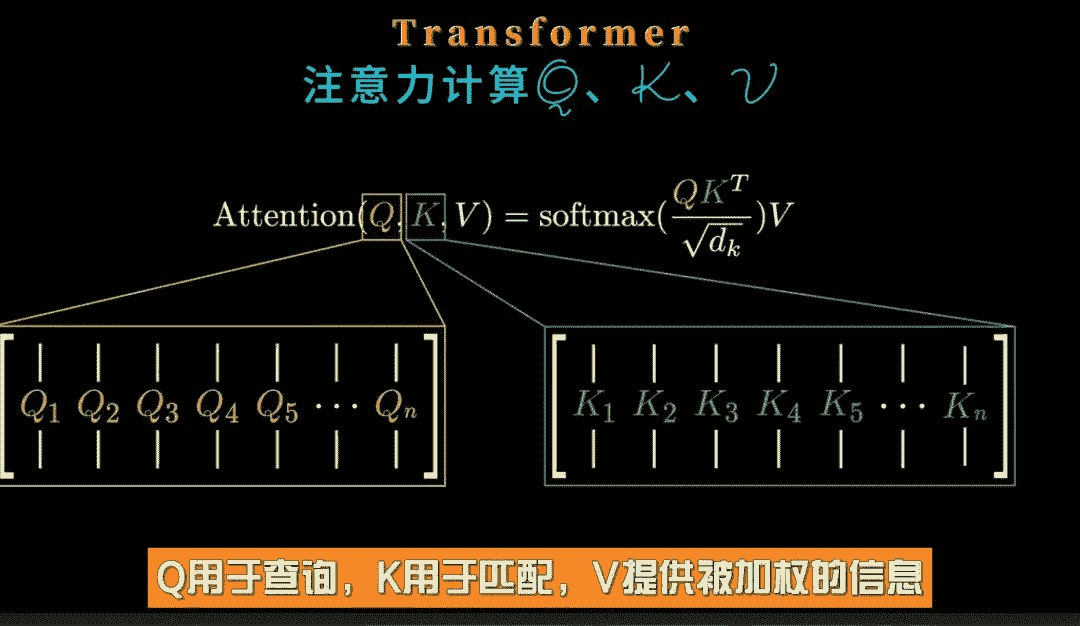 Transformer
注意力计算Q、K、V
Attention(Q, K, V) = softmax(\frac{QK^T}{\sqrt{d_k}})V
Q₁ Q₂ Q₃ Q₄ Q₅ ⋯ Qₙ
K₁ K₂ K₃ K₄ K₅ ⋯ Kₙ
Q用于查询，K用于匹配，V提供被加权的信息